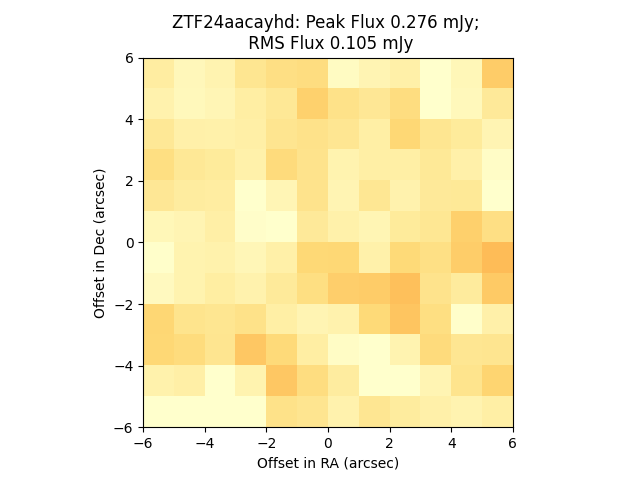 ZTF24aacayhd: Peak Flux 0.276 mJy;
RMS Flux 0.105 mJy
6
4
2
0
−2
−4
−6
Offset in Dec (arcsec)
−6 −4 −2 0 2 4 6
Offset in RA (arcsec)